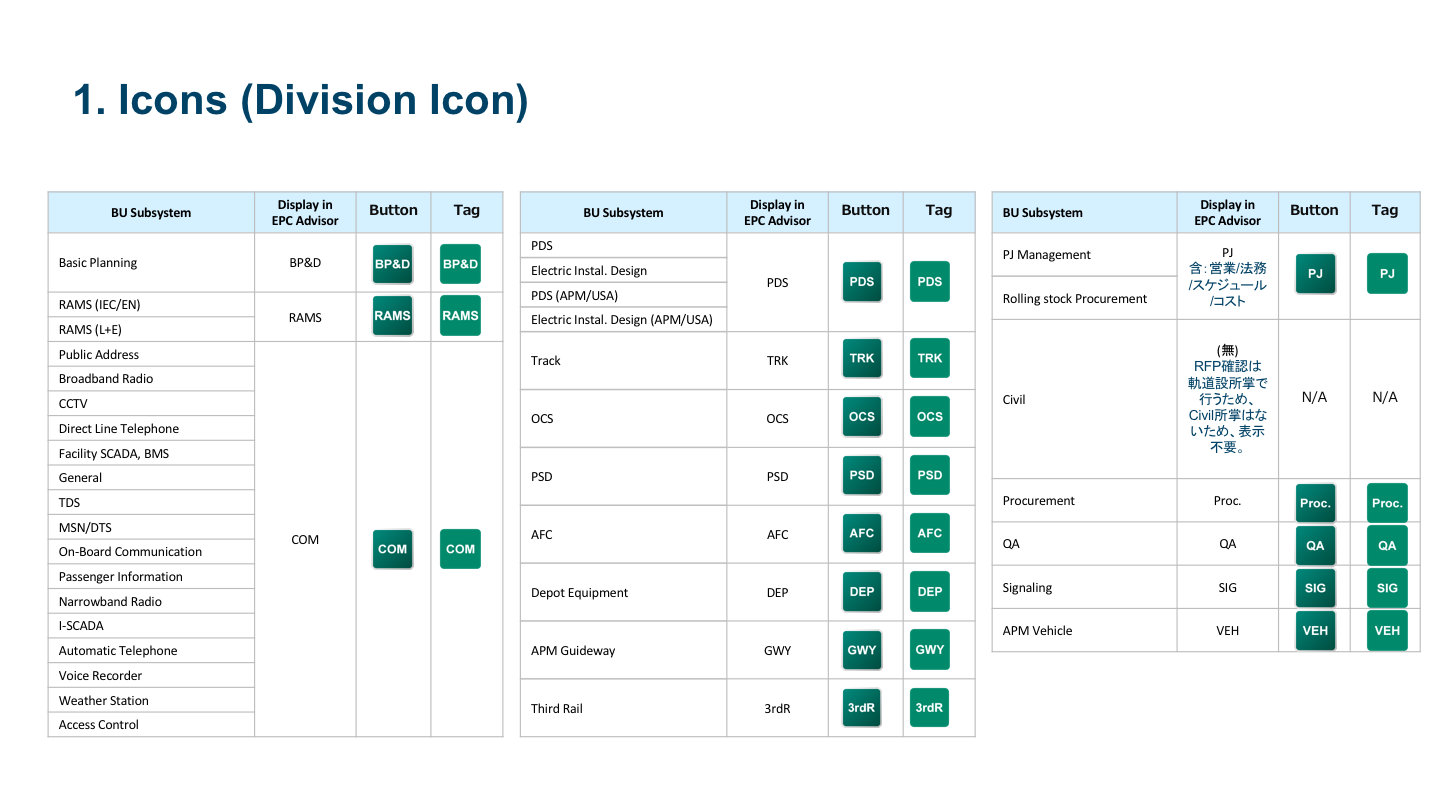 1. Icons (Division Icon)
BU Subsystem
Display in
EPC Advisor
Button
Tag
Basic Planning
BP&D
BP&D
BP&D
RAMS (IEC/EN)
RAMS (L+E)
RAMS
RAMS
RAMS
Public Address
Broadband Radio
CCTV
Direct Line Telephone
Facility SCADA, BMS
General
TDS
MSN/DTS
On-Board Communication
Passenger Information
Narrowband Radio
I-SCADA
Automatic Telephone
Voice Recorder
Weather Station
Access Control
COM
COM
COM
BU Subsystem
Display in
EPC Advisor
Button
Tag
PDS
Electric Instal. Design
PDS (APM/USA)
Electric Instal. Design (APM/USA)
PDS
PDS
PDS
Track
TRK
TRK
TRK
OCS
OCS
OCS
OCS
PSD
PSD
PSD
PSD
AFC
AFC
AFC
AFC
Depot Equipment
DEP
DEP
DEP
APM Guideway
GWY
GWY
GWY
Third Rail
3rdR
3rdR
3rdR
BU Subsystem
Display in
EPC Advisor
Button
Tag
PJ Management
Rolling stock Procurement
PJ
含：営業/法務
/スケジュール
/コスト
PJ
PJ
Civil
(無)
RFP確認は
軌道設所掌で
行うため、
Civil所掌はな
いため、表示
不要。
N/A
N/A
Procurement
Proc.
Proc.
Proc.
QA
QA
QA
QA
Signaling
SIG
SIG
SIG
APM Vehicle
VEH
VEH
VEH